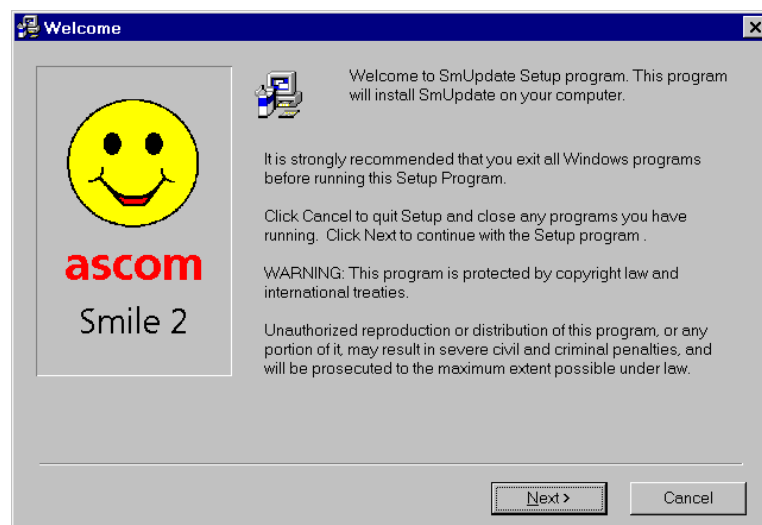 Welcome
Welcome to SmUpdate Setup program. This program
will install SmUpdate on your computer.
It is strongly recommended that you exit all Windows programs
before running this Setup Program.
Click Cancel to quit Setup and close any programs you have
running. Click Next to continue with the Setup program .
WARNING: This program is protected by copyright law and
international treaties.
Unauthorized reproduction or distribution of this program, or any
portion of it, may result in severe civil and criminal penalties, and
will be prosecuted to the maximum extent possible under law.
ascom
Smile 2
Next >
Cancel